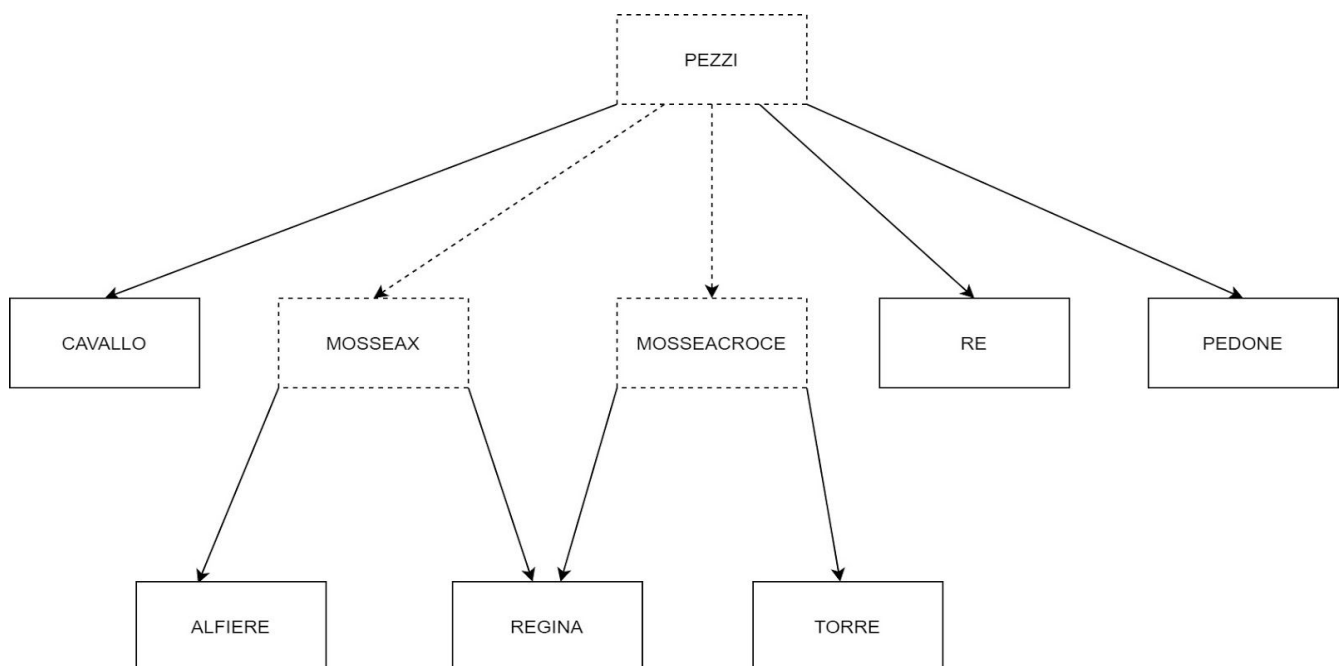 PEZZI
CAVALLO
MOSSEAX
MOSSEACROCE
RE
PEDONE
ALFIERE
REGINA
TORRE